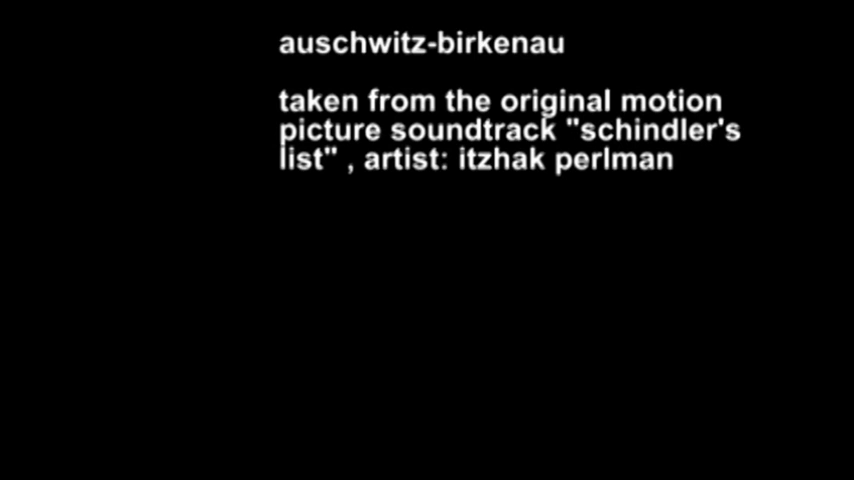 auschwitz-birkenau
taken from the original motion
picture soundtrack "schindler's
list" , artist: itzhak perlman